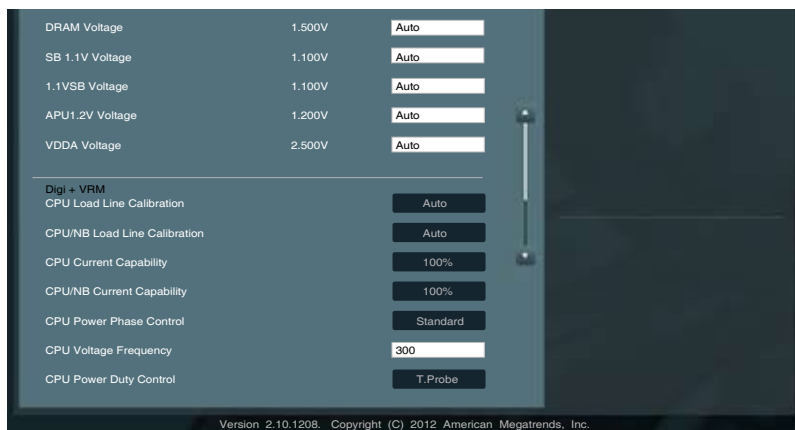 DRAM Voltage 1.500V Auto
SB 1.1V Voltage 1.100V Auto
1.1VSB Voltage 1.100V Auto
APU1.2V Voltage 1.200V Auto
VDDA Voltage 2.500V Auto
Digi + VRM
CPU Load Line Calibration Auto
CPU/NB Load Line Calibration Auto
CPU Current Capability 100%
CPU/NB Current Capability 100%
CPU Power Phase Control Standard
CPU Voltage Frequency 300
CPU Power Duty Control T.Probe
Version 2.10.1208. Copyright (C) 2012 American Megatrends, Inc.